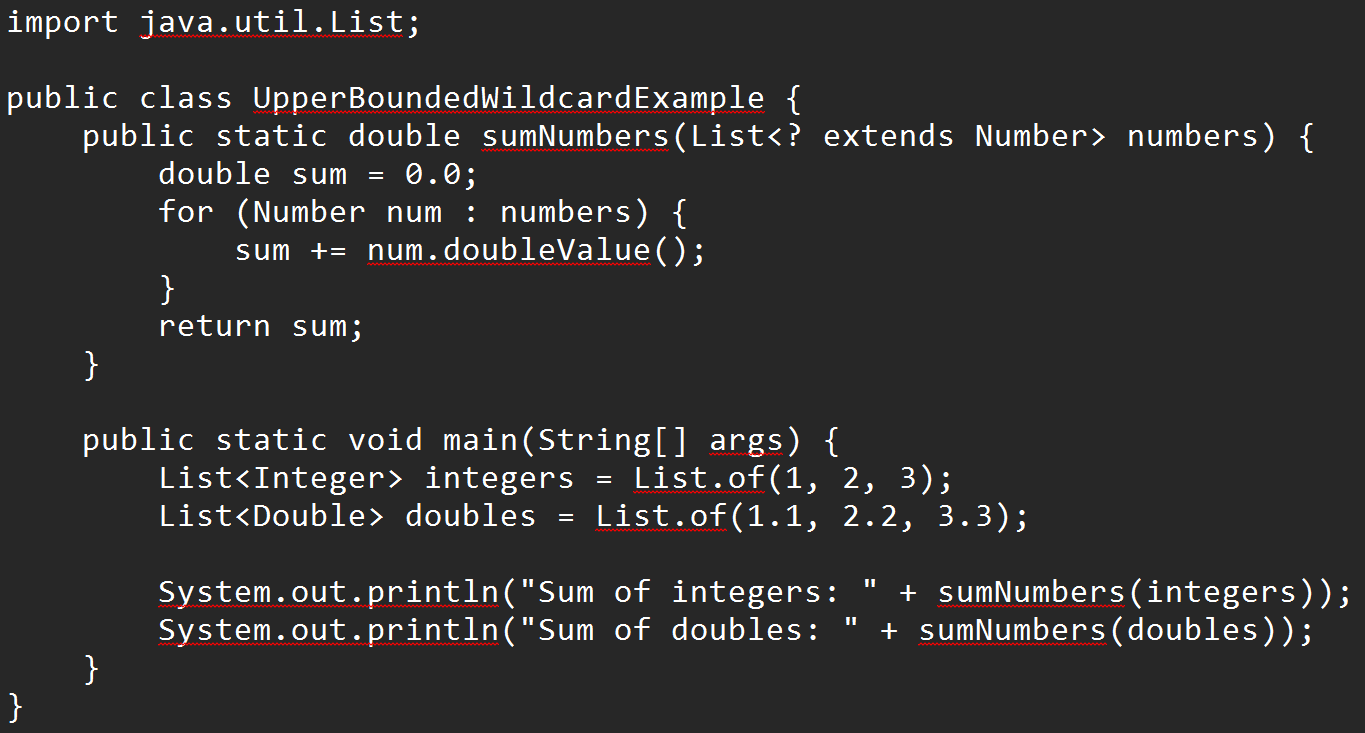 import java.util.List;

public class UpperBoundedWildcardExample {
    public static double sumNumbers(List<? extends Number> numbers) {
        double sum = 0.0;
        for (Number num : numbers) {
            sum += num.doubleValue();
        }
        return sum;
    }

    public static void main(String[] args) {
        List<Integer> integers = List.of(1, 2, 3);
        List<Double> doubles = List.of(1.1, 2.2, 3.3);

        System.out.println("Sum of integers: " + sumNumbers(integers));
        System.out.println("Sum of doubles: " + sumNumbers(doubles));
    }
}